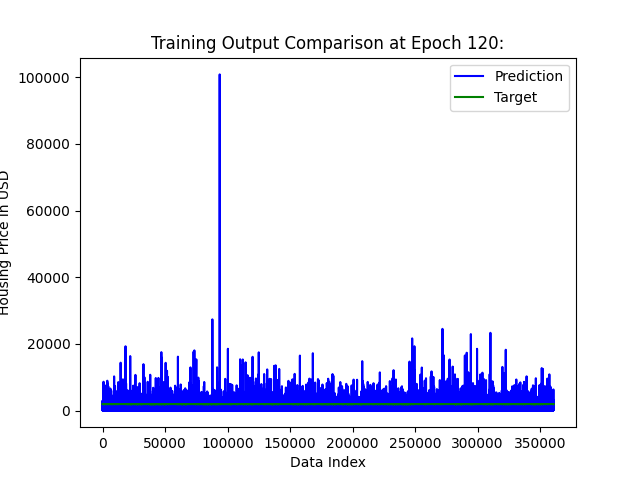 Training Output Comparison at Epoch 120:
Prediction
Target
100000
80000
60000
40000
20000
0
Housing Price in USD
0 50000 100000 150000 200000 250000 300000 350000
Data Index